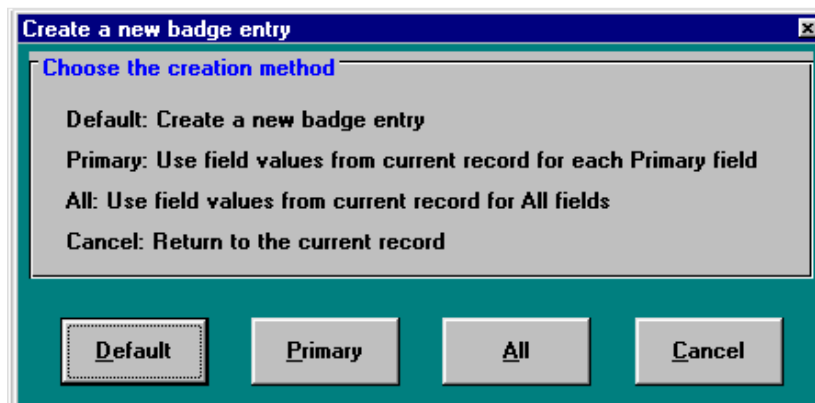 Create a new badge entry
Choose the creation method
Default: Create a new badge entry
Primary: Use field values from current record for each Primary field
All: Use field values from current record for All fields
Cancel: Return to the current record
Default Primary All Cancel